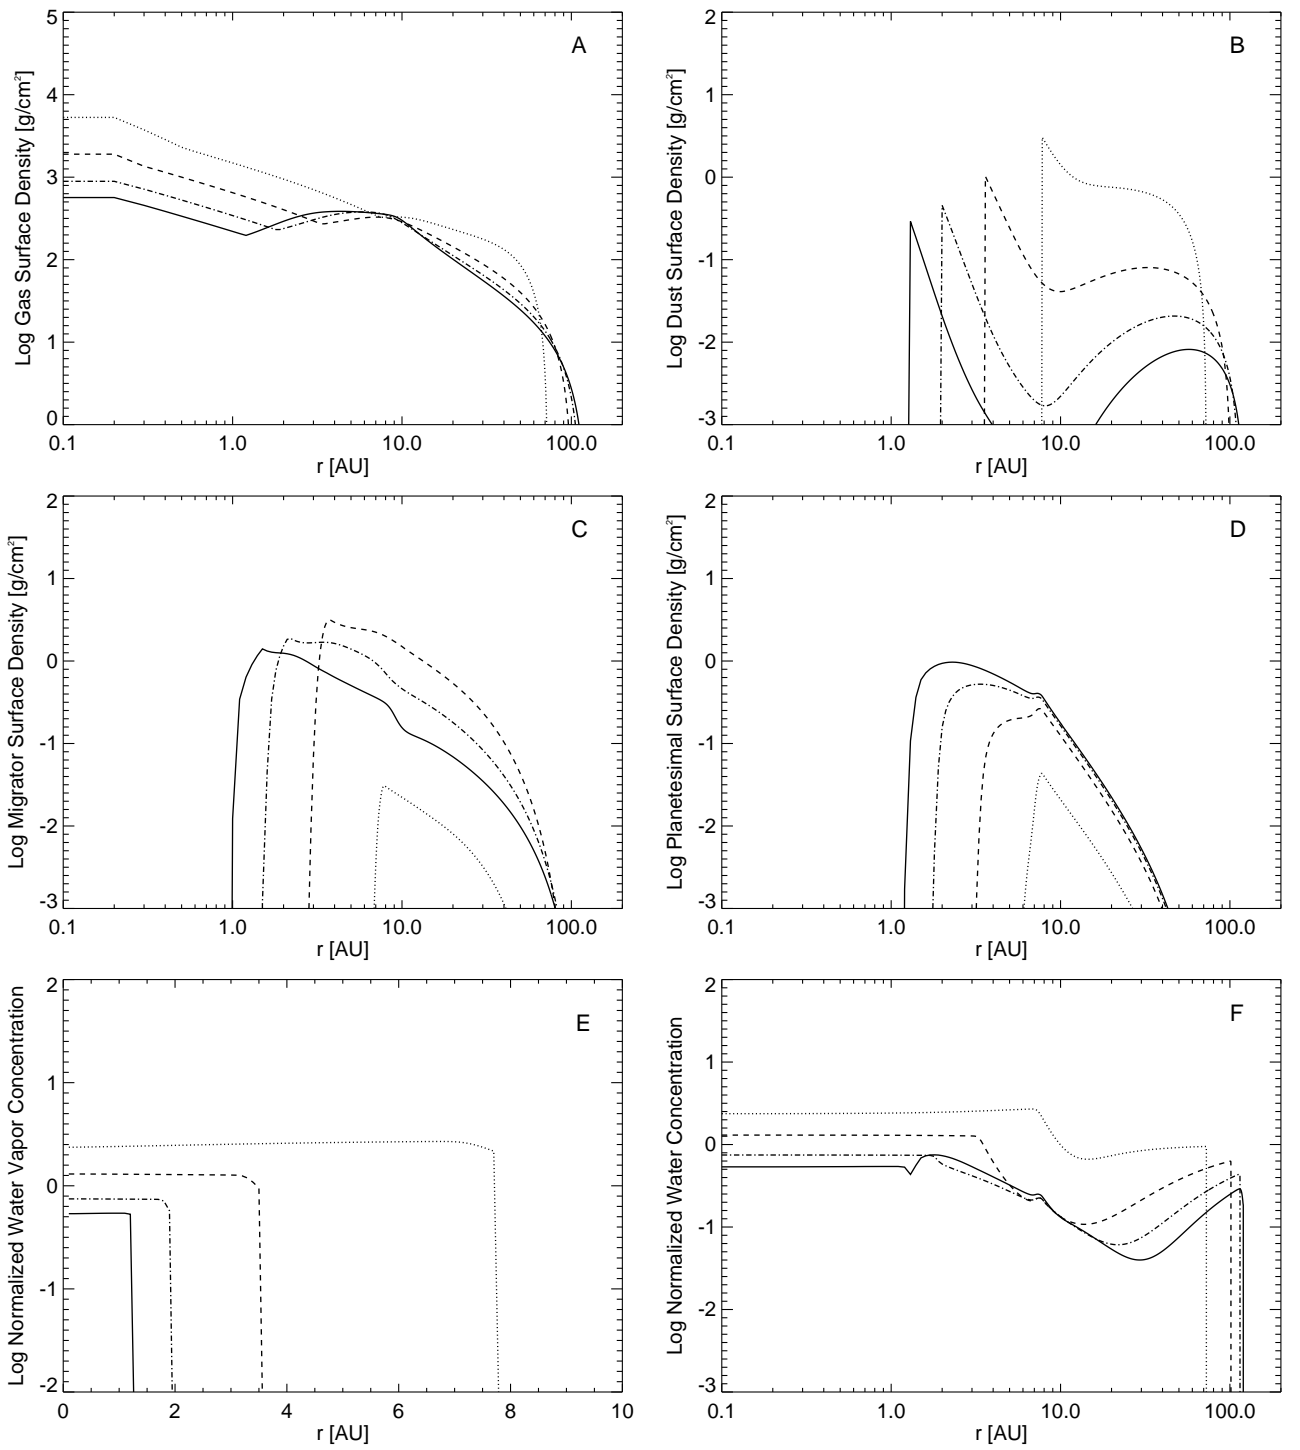 A
Log Gas Surface Density [g/cm²]
5
4
3
2
1
0
0.1 1.0 10.0 100.0
r [AU]
B
Log Dust Surface Density [g/cm²]
2
1
0
-1
-2
-3
0.1 1.0 10.0 100.0
r [AU]
C
Log Migrator Surface Density [g/cm²]
2
1
0
-1
-2
-3
0.1 1.0 10.0 100.0
r [AU]
D
Log Planetesimal Surface Density [g/cm²]
2
1
0
-1
-2
-3
0.1 1.0 10.0 100.0
r [AU]
E
Log Normalized Water Vapor Concentration
2
1
0
-1
-2
0 2 4 6 8 10
r [AU]
F
Log Normalized Water Concentration
2
1
0
-1
-2
-3
0.1 1.0 10.0 100.0
r [AU]